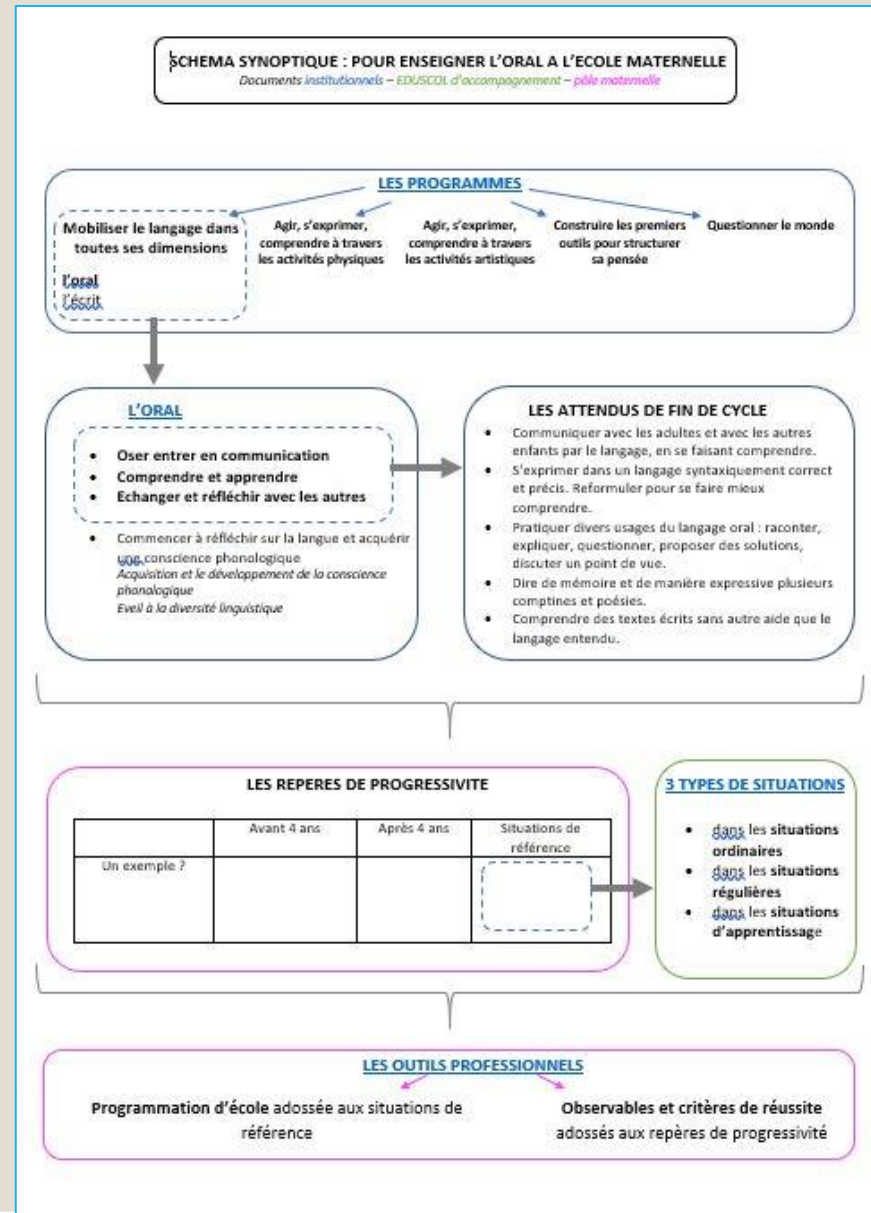 SCHEMA SYNOPTIQUE : POUR ENSEIGNER L'ORAL A L'ECOLE MATERNELLE
Documents institutionnels – EDUSCOL d'accompagnement – pôle maternelle
LES PROGRAMMES
Mobiliser le langage dans
toutes ses dimensions
l'oral
l'écrit
Agir, s'exprimer,
comprendre à travers
les activités physiques
Agir, s'exprimer,
comprendre à travers
les activités artistiques
Construire les premiers
outils pour structurer
sa pensée
Questionner le monde
L'ORAL
• Oser entrer en communication
• Comprendre et apprendre
• Echanger et réfléchir avec les autres
• Commencer à réfléchir sur la langue et acquérir
une conscience phonologique
Acquisition et le développement de la conscience
phonologique
Eveil à la diversité linguistique
LES ATTENDUS DE FIN DE CYCLE
• Communiquer avec les adultes et avec les autres
enfants par le langage, en se faisant comprendre.
• S'exprimer dans un langage syntaxiquement correct
et précis. Reformuler pour se faire mieux
comprendre.
• Pratiquer divers usages du langage oral : raconter,
expliquer, questionner, proposer des solutions,
discuter un point de vue.
• Dire de mémoire et de manière expressive plusieurs
comptines et poésies.
• Comprendre des textes écrits sans autre aide que le
langage entendu.
LES REPERES DE PROGRESSIVITE
Avant 4 ans
Après 4 ans
Situations de
référence
Un exemple ?
3 TYPES DE SITUATIONS
• dans les situations
ordinaires
• dans les situations
régulières
• dans les situations
d'apprentissage
LES OUTILS PROFESSIONNELS
Programmation d'école adossée aux situations de
référence
Observables et critères de réussite
adossés aux repères de progressivité